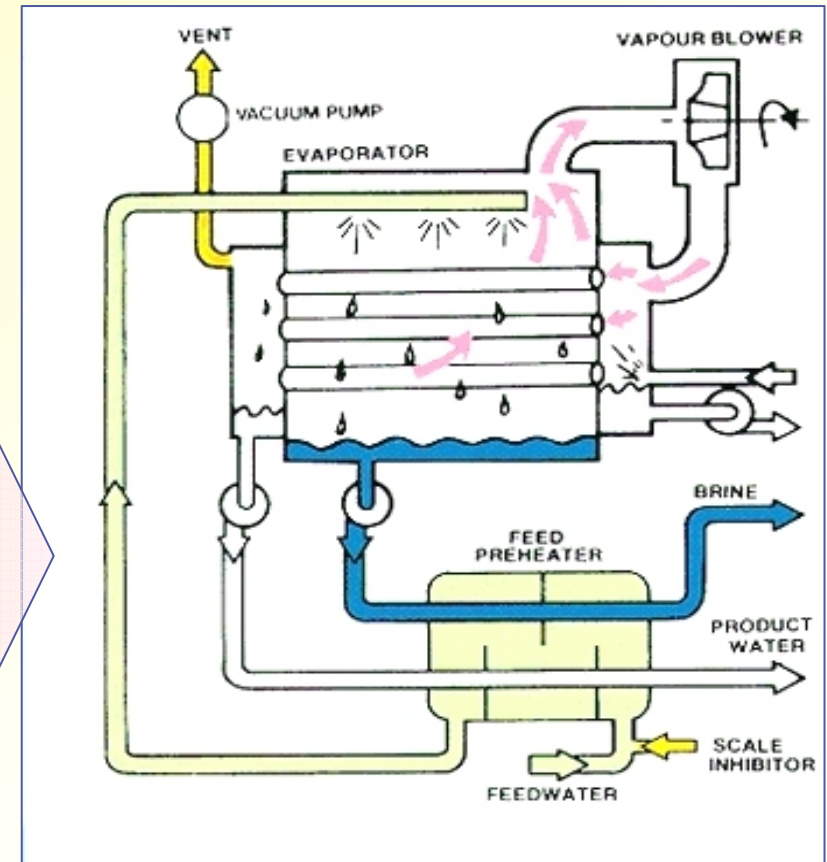 VENT
VAPOUR BLOWER
VACUUM PUMP
EVAPORATOR
BRINE
FEED
PREHEATER
PRODUCT
WATER
SCALE
INHIBITOR
FEEDWATER